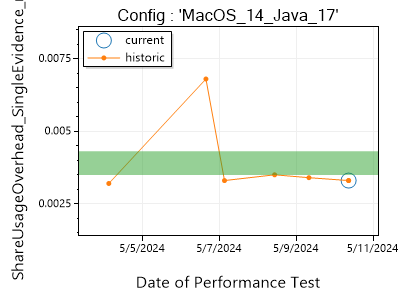 Config : 'MacOS_14_Java_17'
current
historic
ShareUsageOverhead_SingleEvidence_
0.0075
0.005
0.0025
5/5/2024
5/7/2024
5/9/2024
5/11/2024
Date of Performance Test